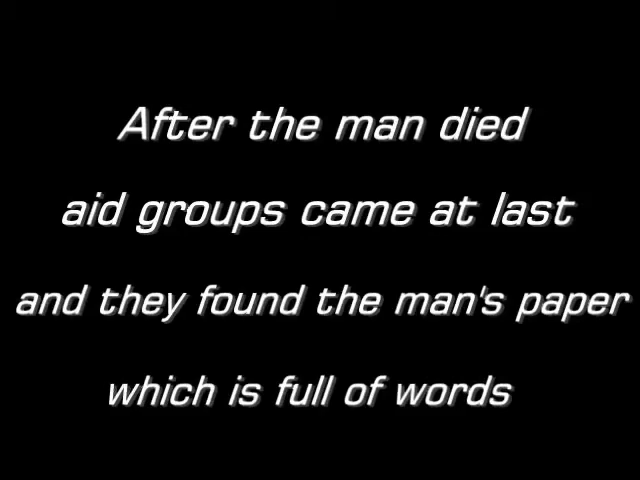 After the man died
aid groups came at last
and they found the man's paper
which is full of words